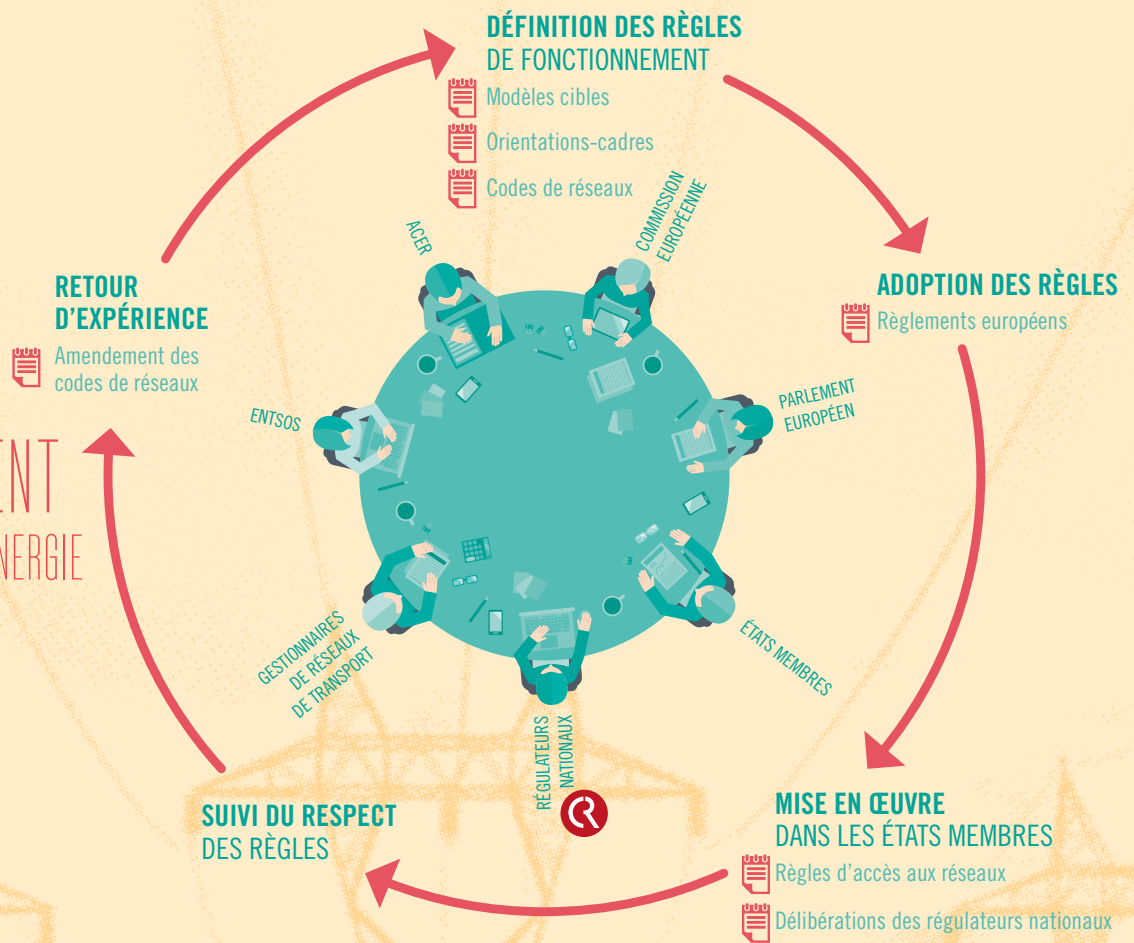 DÉFINITION DES RÈGLES
DE FONCTIONNEMENT
Modèles cibles
Orientations-cadres
Codes de réseaux
ADOPTION DES RÈGLES
Règlements européens
MISE EN ŒUVRE
DANS LES ÉTATS MEMBRES
Règles d'accès aux réseaux
Délibérations des régulateurs nationaux
SUIVI DU RESPECT
DES RÈGLES
RETOUR
D'EXPÉRIENCE
Amendement des
codes de réseaux
ENT
NERGIE
ACER
COMMISSION
EUROPÉENNE
PARLEMENT
EUROPÉEN
ÉTATS MEMBRES
RÉGULATEURS
NATIONAUX
CR
GESTIONNAIRES
DE RÉSEAUX
DE TRANSPORT
ENTSOS